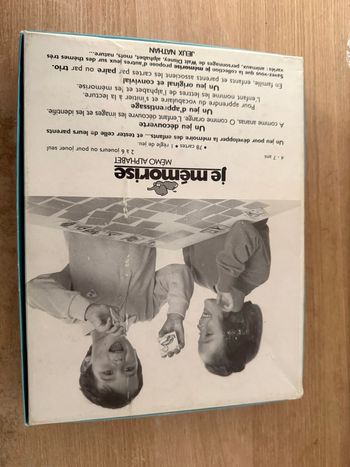 je mémorise
MÉMO ALPHABET
4 - 7 ans
• 78 cartes • 1 règle de jeu
2 à 6 joueurs ou pour jouer seul
Un jeu pour développer la mémoire des enfants... et tester celle de leurs parents
Un jeu découverte
A comme ananas, O comme orange. L'enfant découvre les images et les identifie.
Un jeu d'apprentissage
L'enfant nomme les lettres de l'alphabet et les mémorise.
Pour apprendre du vocabulaire et s'initier à la lecture.
Un jeu original et convivial
En famille, enfants et parents associent les cartes par paire ou par trio.
Savez-vous que la collection je mémorise propose d'autres jeux sur des thèmes très
variés : animaux, personnages de Walt Disney, alphabet, mots, nature...
JEUX NATHAN